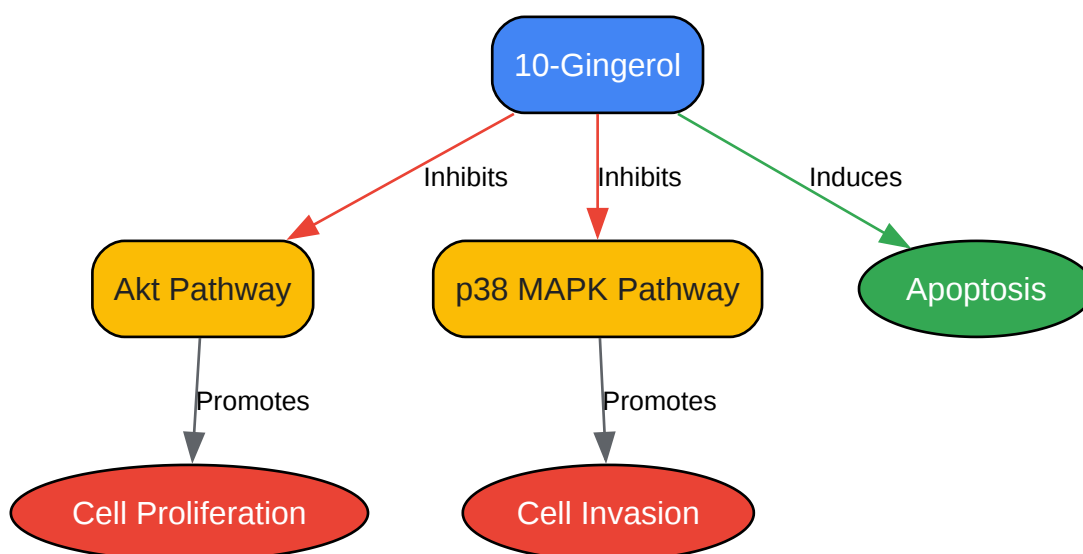 10-Gingerol
Inhibits
Inhibits
Induces
Akt Pathway
p38 MAPK Pathway
Apoptosis
Promotes
Promotes
Cell Proliferation
Cell Invasion